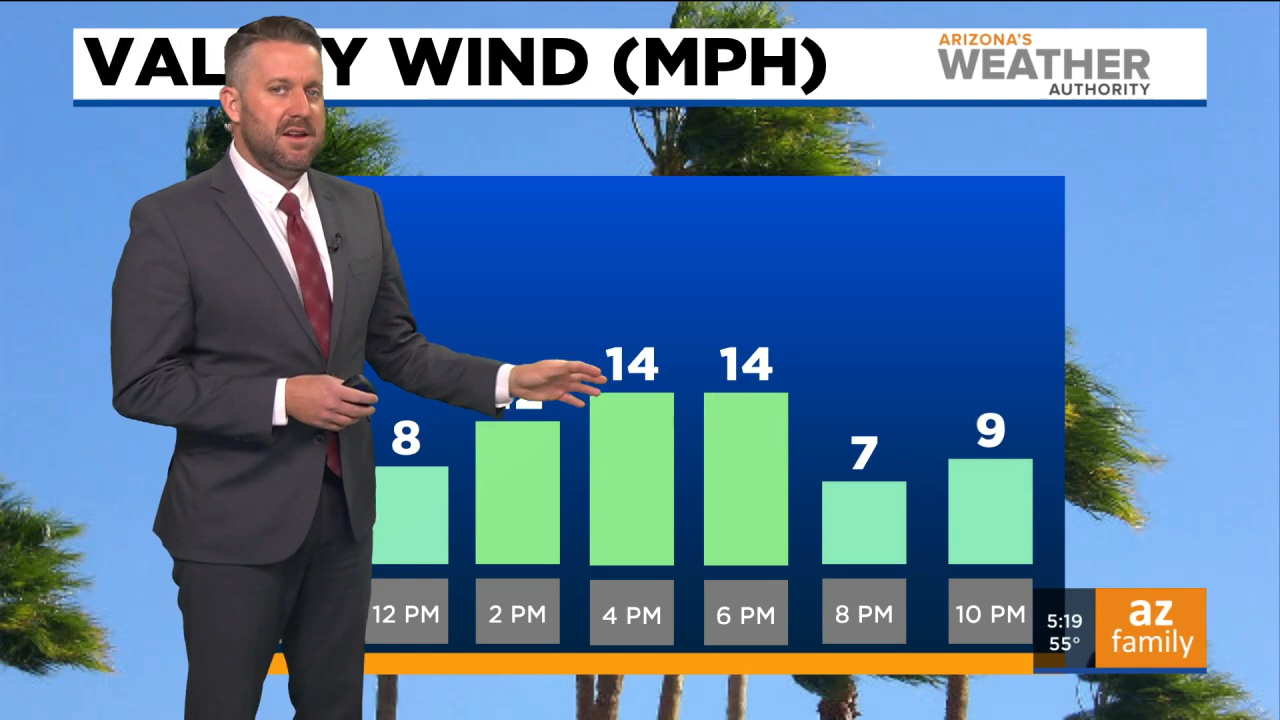 VAL Y WIND (MPH)
ARIZONA'S
WEATHER
AUTHORITY
14 14
8 7 9
12 PM 2 PM 4 PM 6 PM 8 PM 10 PM
5:19
55°
az
family